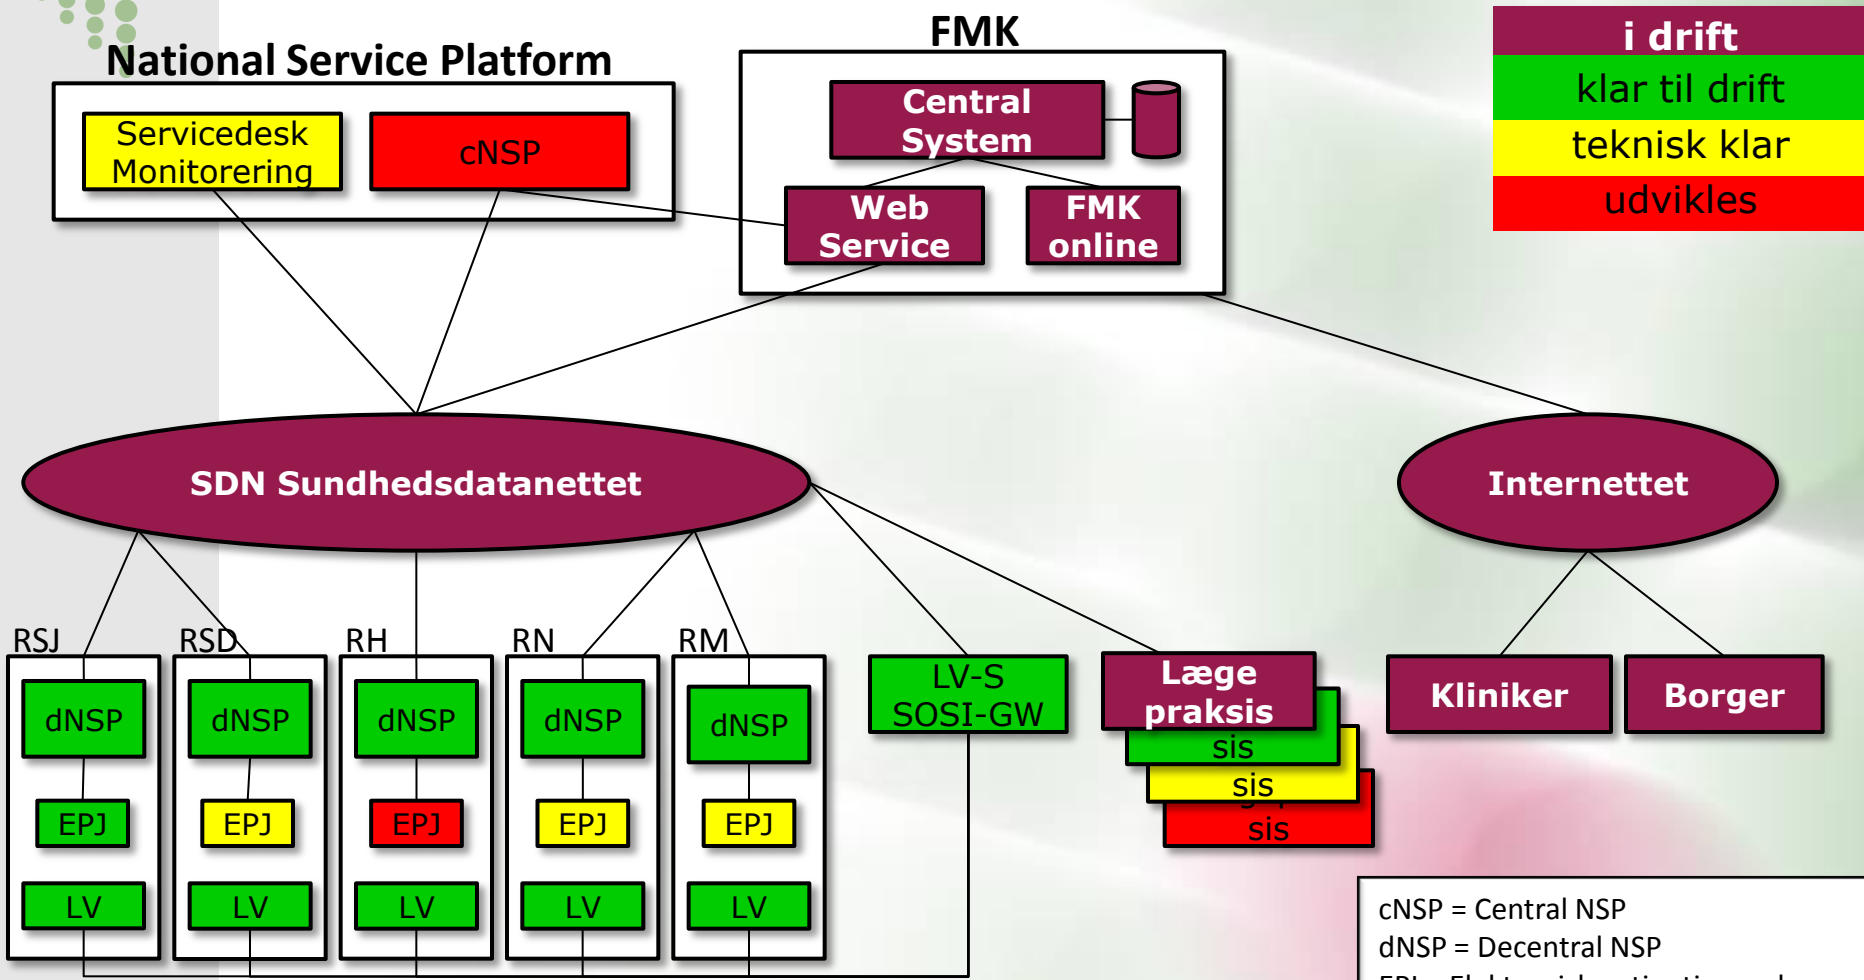 National Service Platform
Servicedesk
Monitorering
cNSP
FMK
Central
System
Web
Service
FMK
online
i drift
klar til drift
teknisk klar
udvikles
SDN Sundhedsdatanettet
Internettet
RSJ
RSD
RH
RN
RM
dNSP
dNSP
dNSP
dNSP
dNSP
EPJ
EPJ
EPJ
EPJ
EPJ
LV
LV
LV
LV
LV
LV-S
SOSI-GW
Læge
praksis
sis
sis
sis
Kliniker
Borger
cNSP = Central NSP
dNSP = Decentral NSP